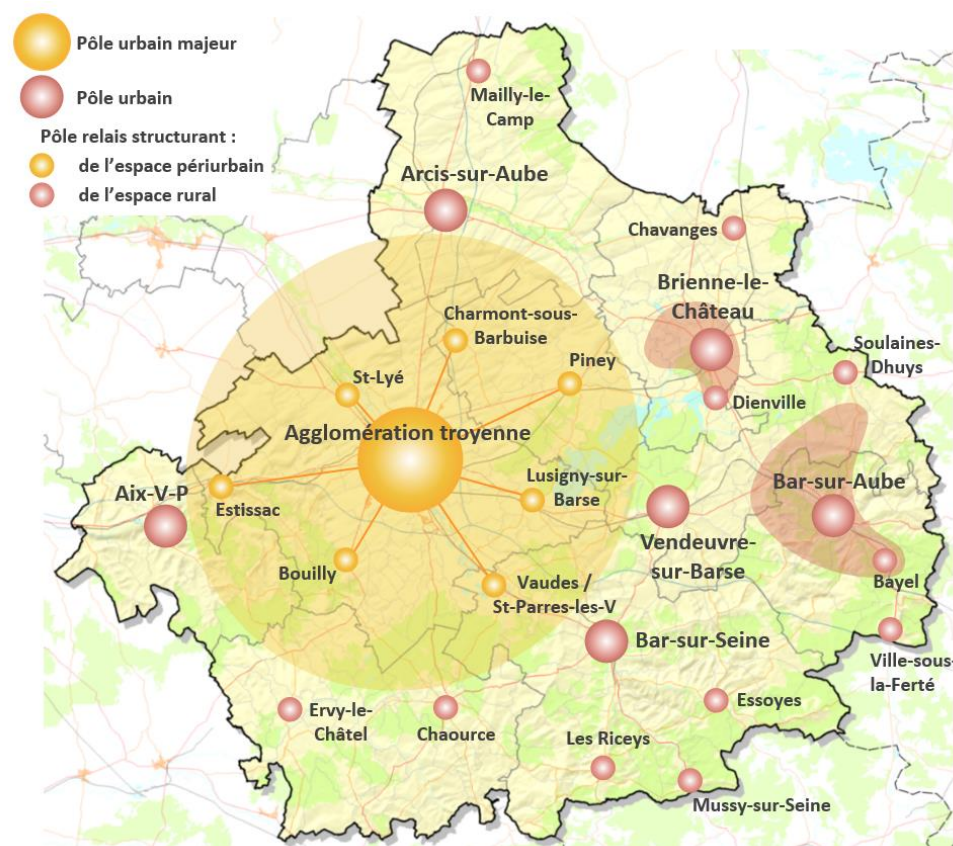 Pôle urbain majeur
Pôle urbain
Pôle relais structurant :
de l'espace périurbain
de l'espace rural
Mailly-le-
Camp
Arcis-sur-Aube
Chavanges
Brienne-le-
Château
Charmont-sous-
Barbuise
Piney
Soulaines-
Dhuys
St-Lyé
Dienville
Agglomération troyenne
Aix-V-P
Estissac
Lusigny-sur-
Barse
Bar-sur-Aube
Vendeuvre-
sur-Barse
Bouilly
Vaudes /
St-Parres-les-V
Bayel
Bar-sur-Seine
Ville-sous-
la-Ferté
Ervy-le-
Châtel
Chaource
Essoyes
Les Riceys
Mussy-sur-Seine